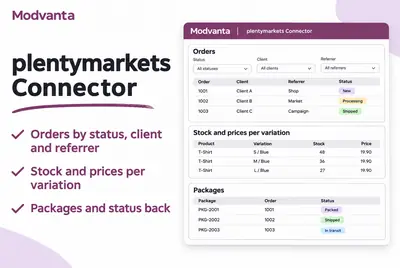 Modvanta
plentymarkets
Connector
Orders by status, client
and referrer
Stock and prices per
variation
Packages and status back
Modvanta | plentymarkets Connector
Orders
Status Client Referrer
All statuses All clients All referrers
Order Client Referrer Status
1001 Client A Shop New
1002 Client B Market Processing
1003 Client C Campaign Shipped
Stock and prices per variation
Product Variation Stock Price
T-Shirt S / Blue 48 19.90
T-Shirt M / Blue 36 19.90
T-Shirt L / Blue 27 19.90
Packages
Package Order Status
PKG-2001 1001 Packed
PKG-2002 1002 Shipped
PKG-2003 1003 In transit